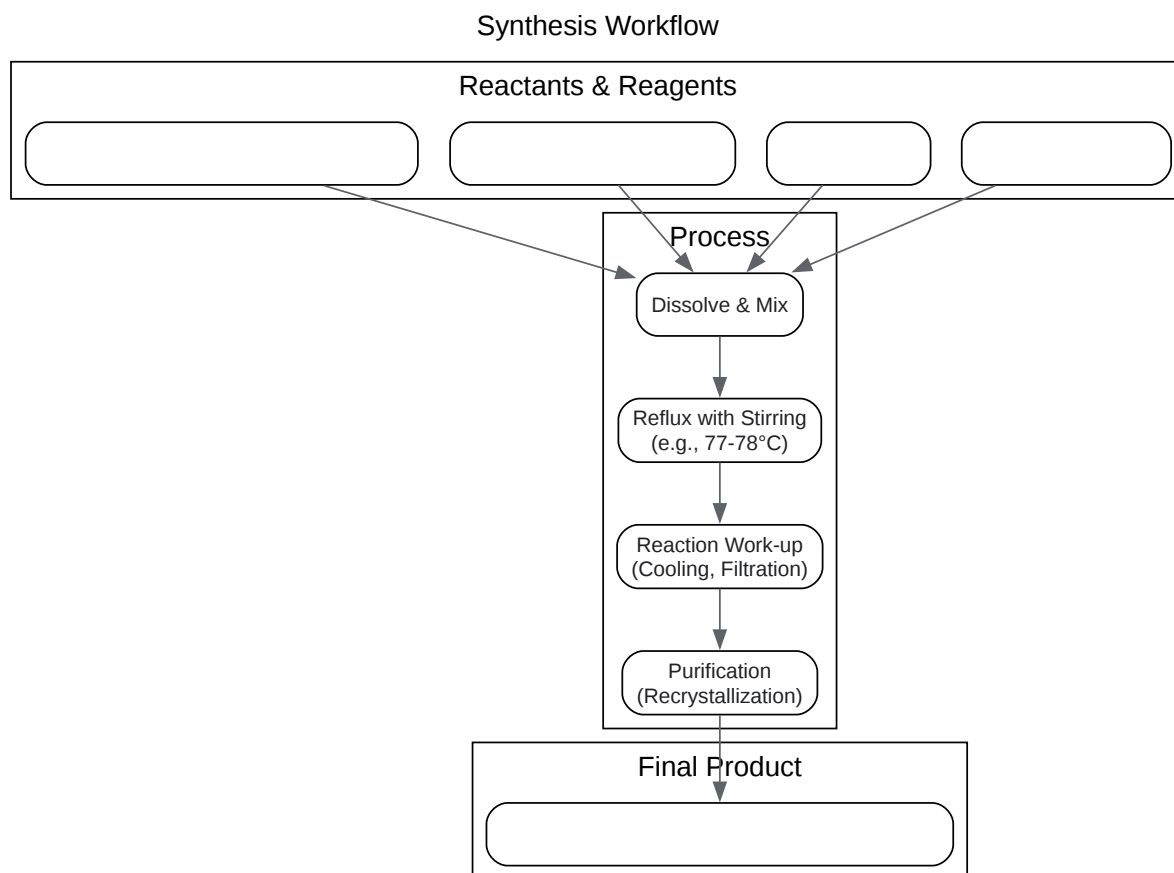 Synthesis Workflow
Reactants & Reagents
Process
Dissolve & Mix
Reflux with Stirring
(e.g., 77-78°C)
Reaction Work-up
(Cooling, Filtration)
Purification
(Recrystallization)
Final Product